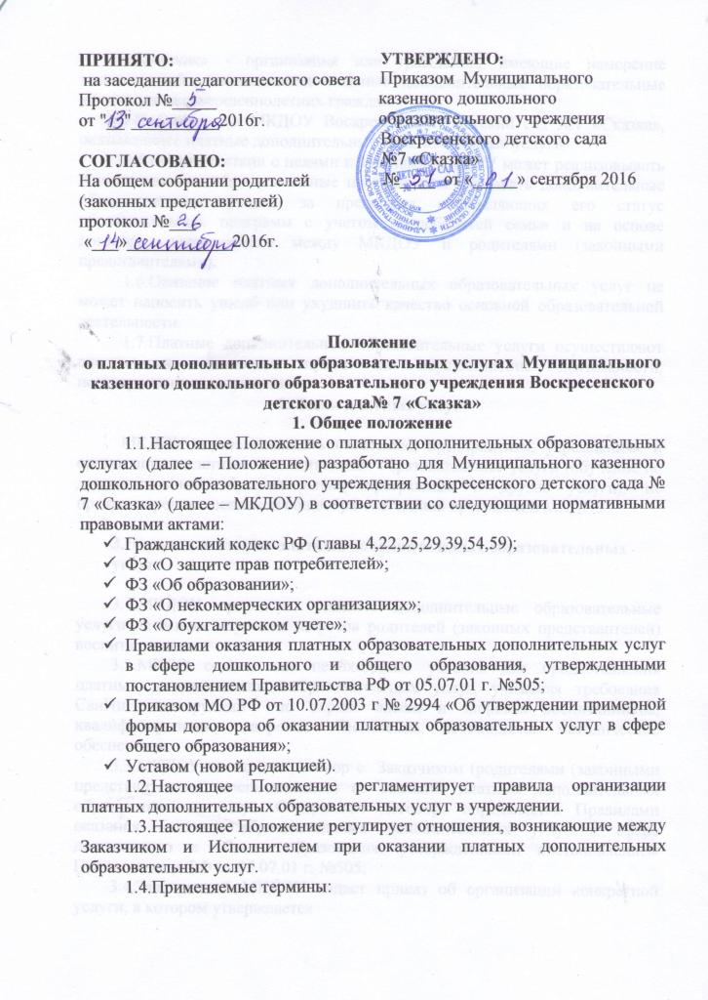 ПРИНЯТО:
на заседании педагогического совета
Протокол № 5
от "13" сентября 2016г.
СОГЛАСОВАНО:
На общем собрании родителей
(законных представителей)
протокол № 26
«14» сентября 2016г.
УТВЕРЖДЕНО:
Приказом Муниципального
казенного дошкольного
образовательного учреждения
Воскресенского детского сада
№7 «Сказка»
№ от « 01 » сентября 2016
Положение
о платных дополнительных образовательных услугах Муниципального
казенного дошкольного образовательного учреждения Воскресенского
детского сада№ 7 «Сказка»
1. Общее положение
1.1.Настоящее Положение о платных дополнительных образовательных
услугах (далее – Положение) разработано для Муниципального казенного
дошкольного образовательного учреждения Воскресенского детского сада №
7 «Сказка» (далее – МКДОУ) в соответствии со следующими нормативными
правовыми актами:
✓ Гражданский кодекс РФ (главы 4,22,25,29,39,54,59);
✓ ФЗ «О защите прав потребителей»;
✓ ФЗ «Об образовании»;
✓ ФЗ «О некоммерческих организациях»;
✓ ФЗ «О бухгалтерском учете»;
✓ Правилами оказания платных образовательных дополнительных услуг
в сфере дошкольного и общего образования, утвержденными
постановлением Правительства РФ от 05.07.01 г. №505;
✓ Приказом МО РФ от 10.07.2003 г № 2994 «Об утверждении примерной
формы договора об оказании платных образовательных услуг в сфере
общего образования»;
✓ Уставом (новой редакцией).
1.2.Настоящее Положение регламентирует правила организации
платных дополнительных образовательных услуг в учреждении.
1.3.Настоящее Положение регулирует отношения, возникающие между
Заказчиком и Исполнителем при оказании платных дополнительных
образовательных услуг.
1.4.Применяемые термины: